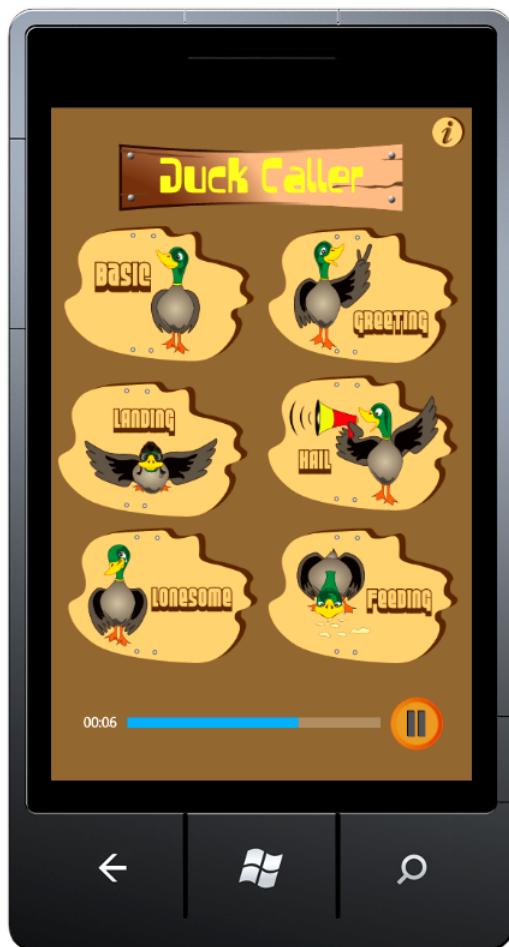 i
Duck Caller
Basic
Greeting
Landing
Hail
Lonesome
Feeding
00:06